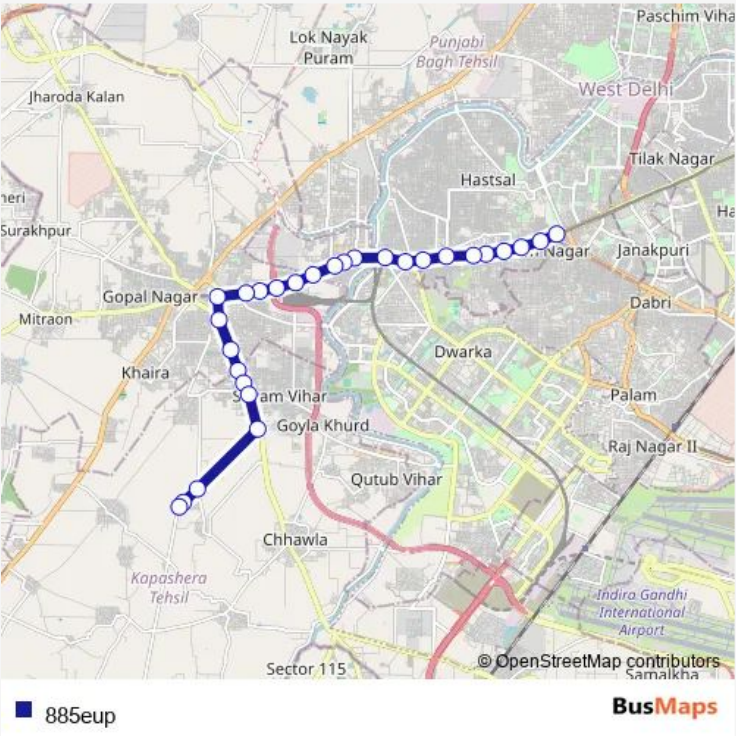 Paschim Viha
Lok Nayak
Puram
Punjabi
Bagh Tehsil
West Delhi
Jharoda Kalan
Tilak Nagar
Hastsal
heri
Surakhpur
Ha
Nagar
Janakpuri
Gopal Nagar
Dabri
Mitraon
Dwarka
Khaira
Palam
am Vihar
Goyla Khurd
Raj Nagar II
Qutub Vihar
Chhawla
Kapashera
Tehsil
Indira Gandhi
International
Airport
Sector 115
© OpenStreetMap contributors
Samalkha
885eup
BusMaps